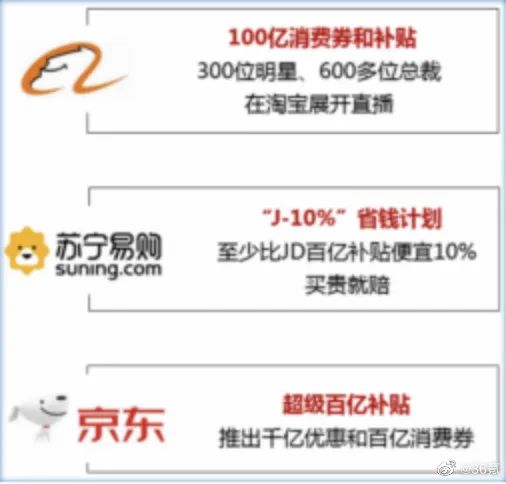 100亿消费券和补贴
300位明星、600多位总裁
在淘宝展开直播
苏宁易购
suning.com
“J-10%”省钱计划
至少比JD百亿补贴便宜10%
买贵就赔
京东
超级百亿补贴
推出千亿优惠和百亿消费券
@36氪